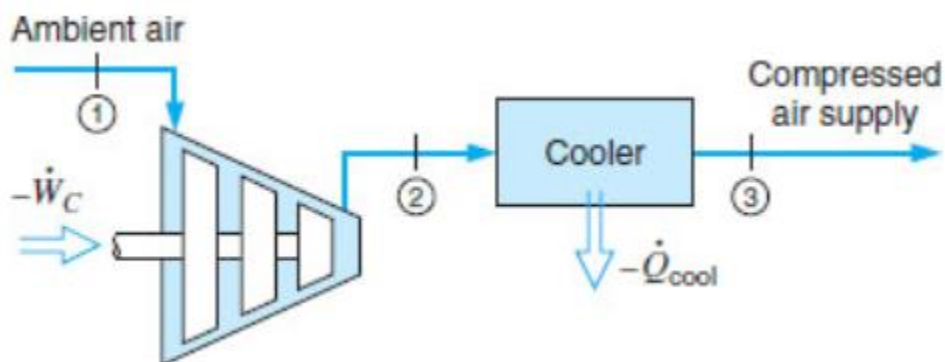 Ambient air
1
-Ẇ_C
2
Cooler
-Q̇_cool
Compressed
air supply
3